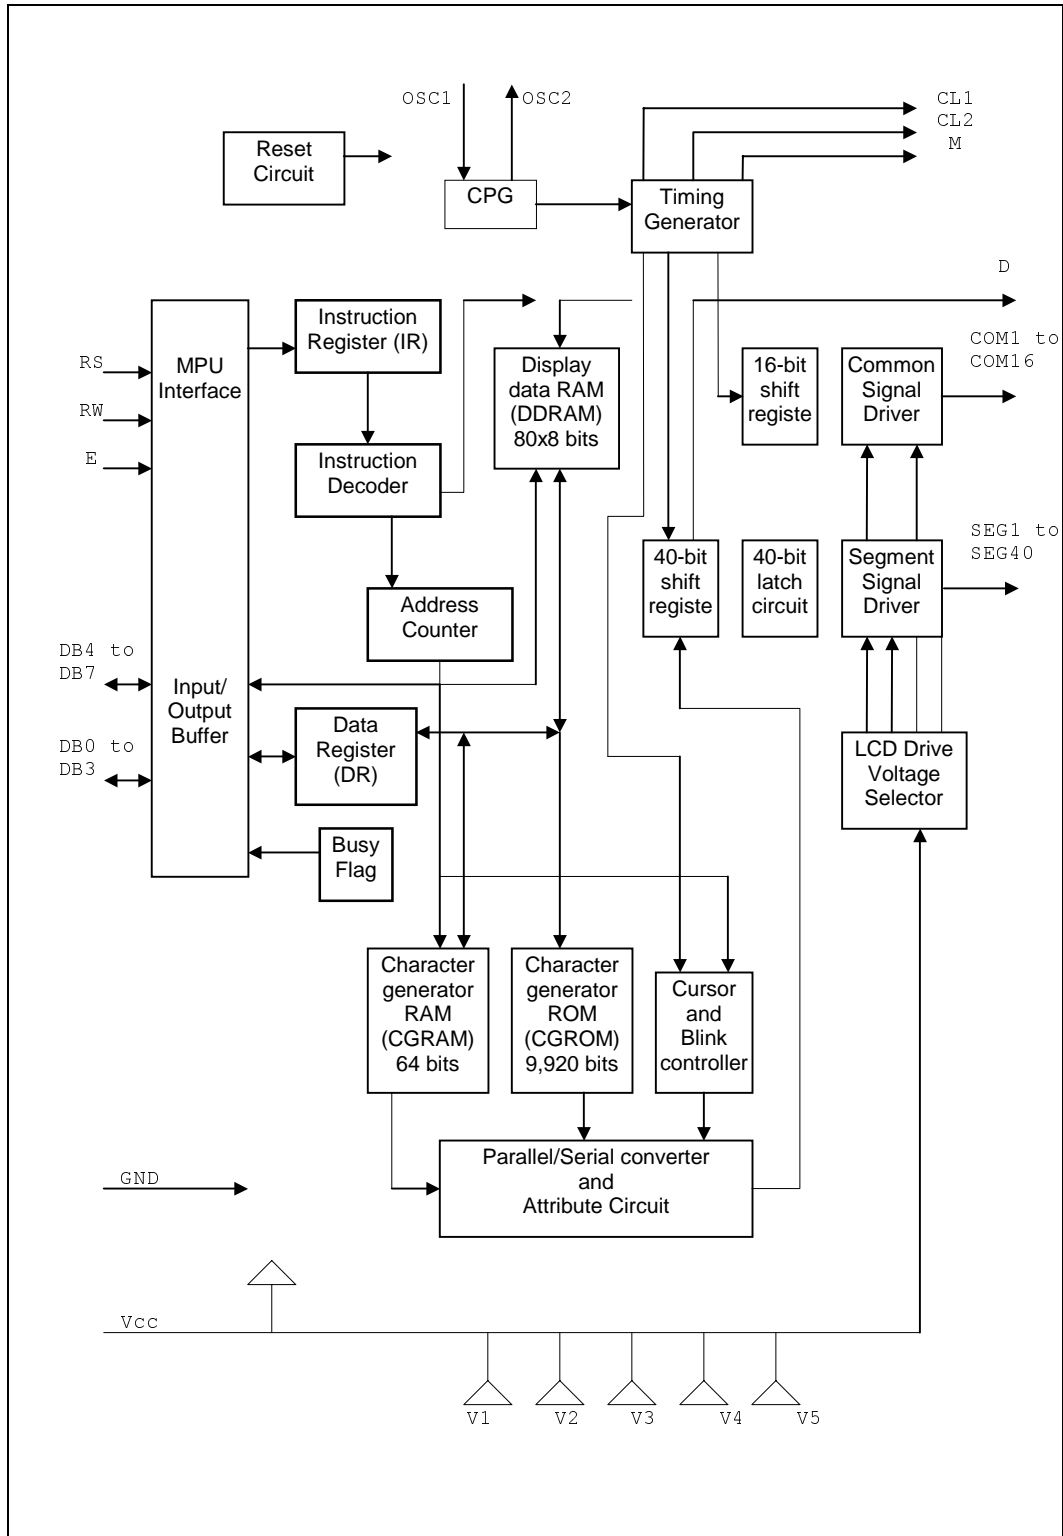 OSC1
OSC2
CL1
CL2
M
Reset
Circuit
CPG
Timing
Generator
D
Instruction
Register (IR)
MPU
Interface
RS
RW
E
Display
data RAM
(DDRAM)
80x8 bits
16-bit
shift
registe
Common
Signal
Driver
COM1 to
COM16
Instruction
Decoder
40-bit
shift
registe
40-bit
latch
circuit
Segment
Signal
Driver
SEG1 to
SEG40
Address
Counter
DB4 to
DB7
Input/
Output
Buffer
DB0 to
DB3
Data
Register
(DR)
LCD Drive
Voltage
Selector
Busy
Flag
Character
generator
RAM
(CGRAM)
64 bits
Character
generator
ROM
(CGROM)
9,920 bits
Cursor
and
Blink
controller
Parallel/Serial converter
and
Attribute Circuit
GND
Vcc
V1
V2
V3
V4
V5